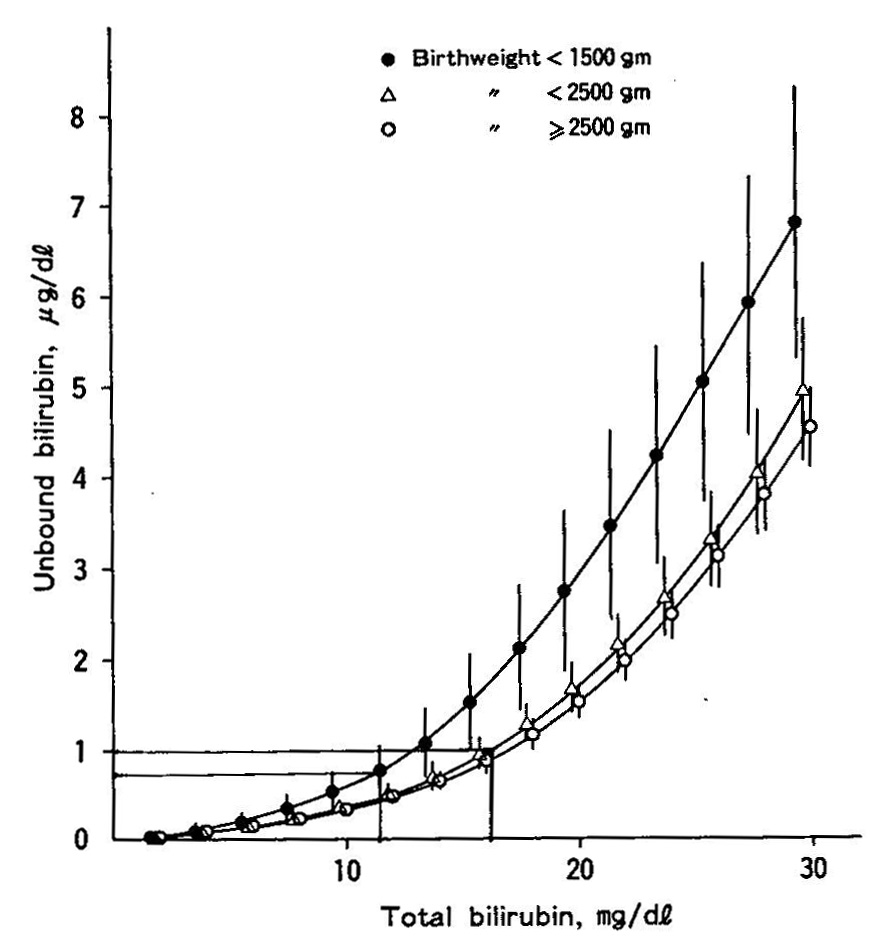 ● Birthweight < 1500 gm
△ 〃 < 2500 gm
○ 〃 ⩾ 2500 gm
Unbound bilirubin, μg/dℓ
8
7
6
5
4
3
2
1
0
10 20 30
Total bilirubin, mg/dℓ